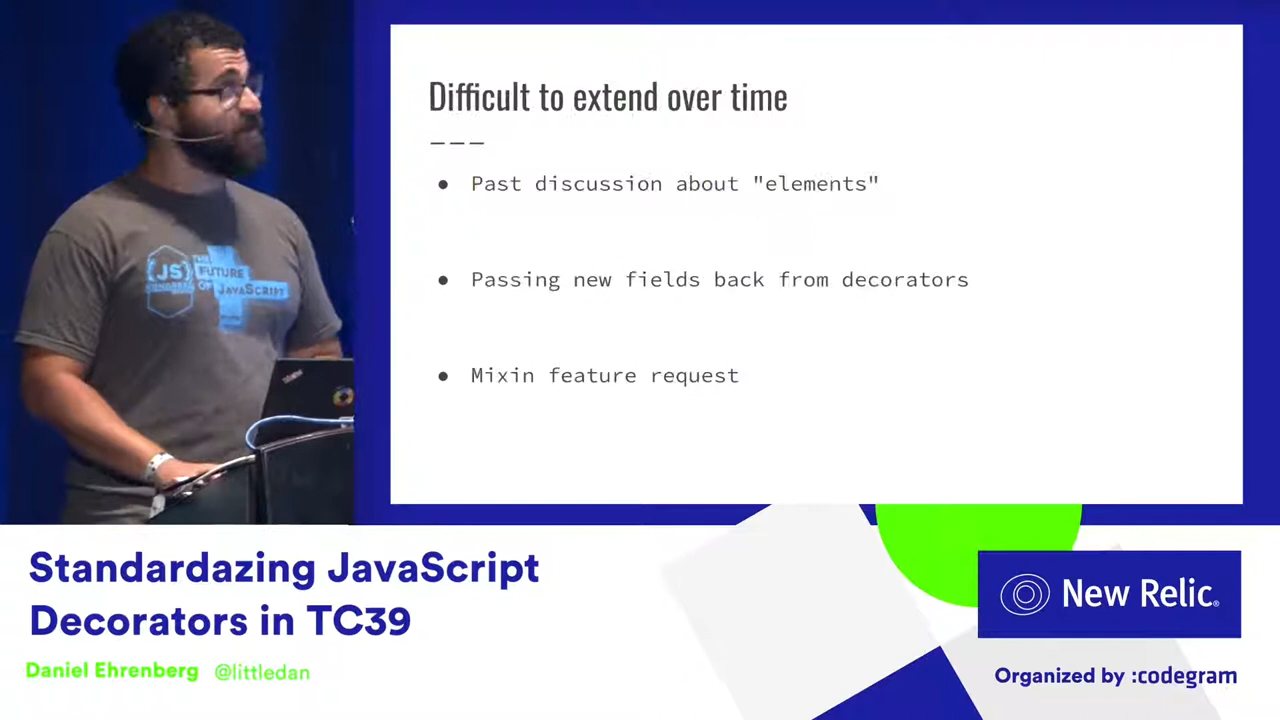 Difficult to extend over time
———
● Past discussion about "elements"
● Passing new fields back from decorators
● Mixin feature request
(JS)
FUTURE
OF JAVASCRIPT
Standardazing JavaScript
Decorators in TC39
Daniel Ehrenberg @littledan
New Relic®
Organized by :codegram